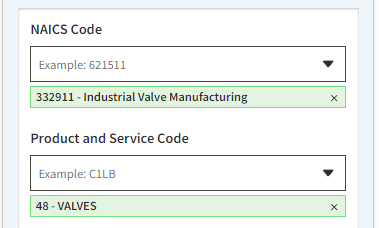 NAICS Code
Example: 621511
332911 - Industrial Valve Manufacturing ×
Product and Service Code
Example: C1LB
48 - VALVES ×